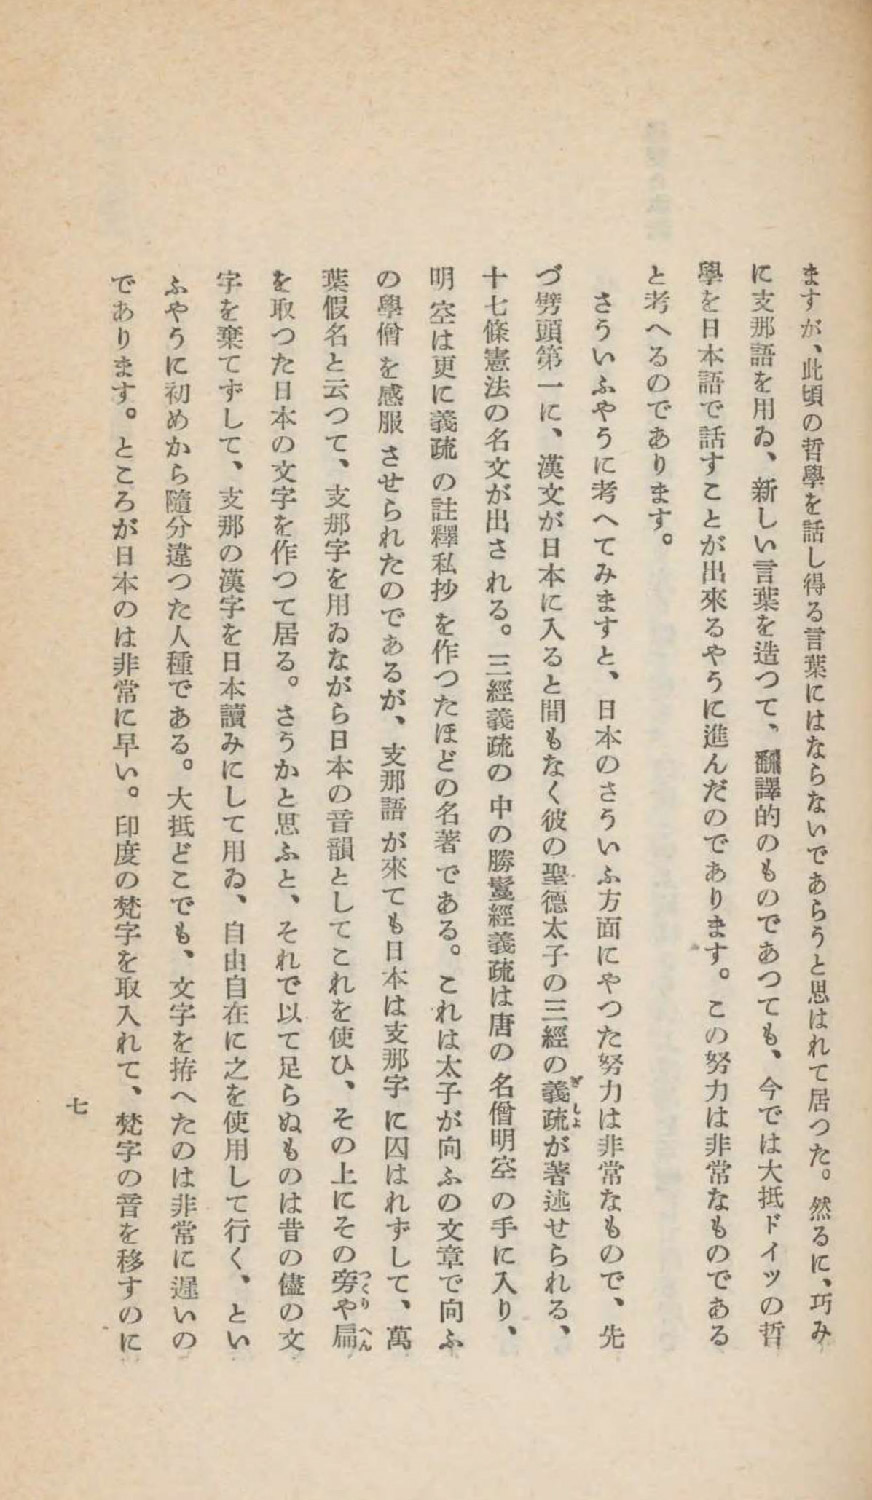 ますが、此頃の哲學を話し得る言葉にはならないであらうと思はれて居つた。然るに、巧み
に支那語を用ゐ、新しい言葉を造つて、飜譯的のものであつても、今では大抵ドイツの哲
學を日本語で話すことが出來るやうに進んだのであります。この努力は非常なものである
と考へるのであります。
さういふやうに考へてみますと、日本のさういふ方面にやつた努力は非常なもので、先
づ劈頭第一に、漢文が日本に入ると間もなく彼の聖德太子の三經の義疏が著述せられる、
ぎしよ
十七條憲法の名文が出される。三經義疏の中の勝鬘經義疏は唐の名僧明空の手に入り、
明空は更に義疏の註釋私抄を作つたほどの名著である。これは太子が向ふの文章で向ふ
の學僧を感服させられたのであるが、支那語が來ても日本は支那字に囚はれずして、萬
葉假名と云つて、支那字を用ゐながら日本の音韻としてこれを使ひ、その上にその旁や扁
つくり へん
を取つた日本の文字を作つて居る。さうかと思ふと、それで以て足らぬものは昔の儘の文
字を棄てずして、支那の漢字を日本讀みにして用ゐ、自由自在に之を使用して行く、とい
ふやうに初めから隨分違つた人種である。大抵どこでも、文字を拵へたのは非常に遲いの
であります。ところが日本のは非常に早い。印度の梵字を取入れて、梵字の音を移すのに
七